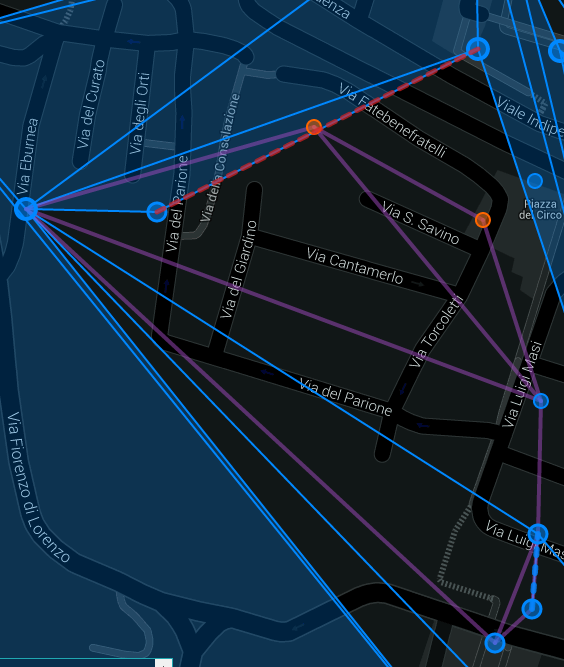 denza
Via Fatebenefratelli
Viale Indipe
Via del Curato
Via degli Orti
Via della Consolazione
Via Eburnea
Via del Parione
Piazza
del Circo
Via S. Savino
Via del Giardino
Via Cantamerlo
Via Torcoletti
Via Luigi Masi
Via del Parione
Via Fiorenzo di Lorenzo
Via Luigi Mas